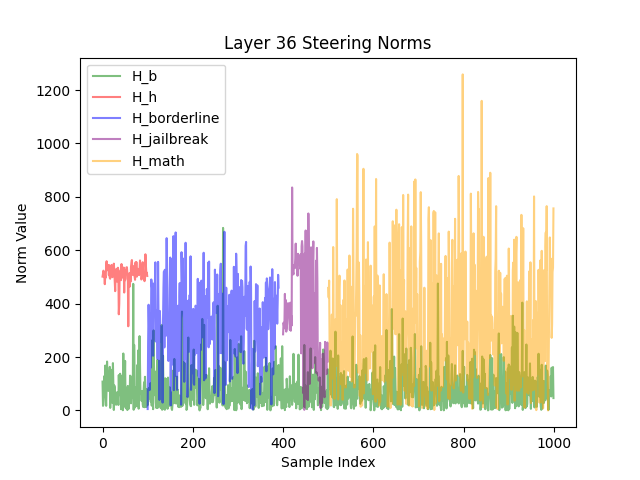 Layer 36 Steering Norms
H_b
H_h
H_borderline
H_jailbreak
H_math
Norm Value
1200
1000
800
600
400
200
0
0 200 400 600 800 1000
Sample Index